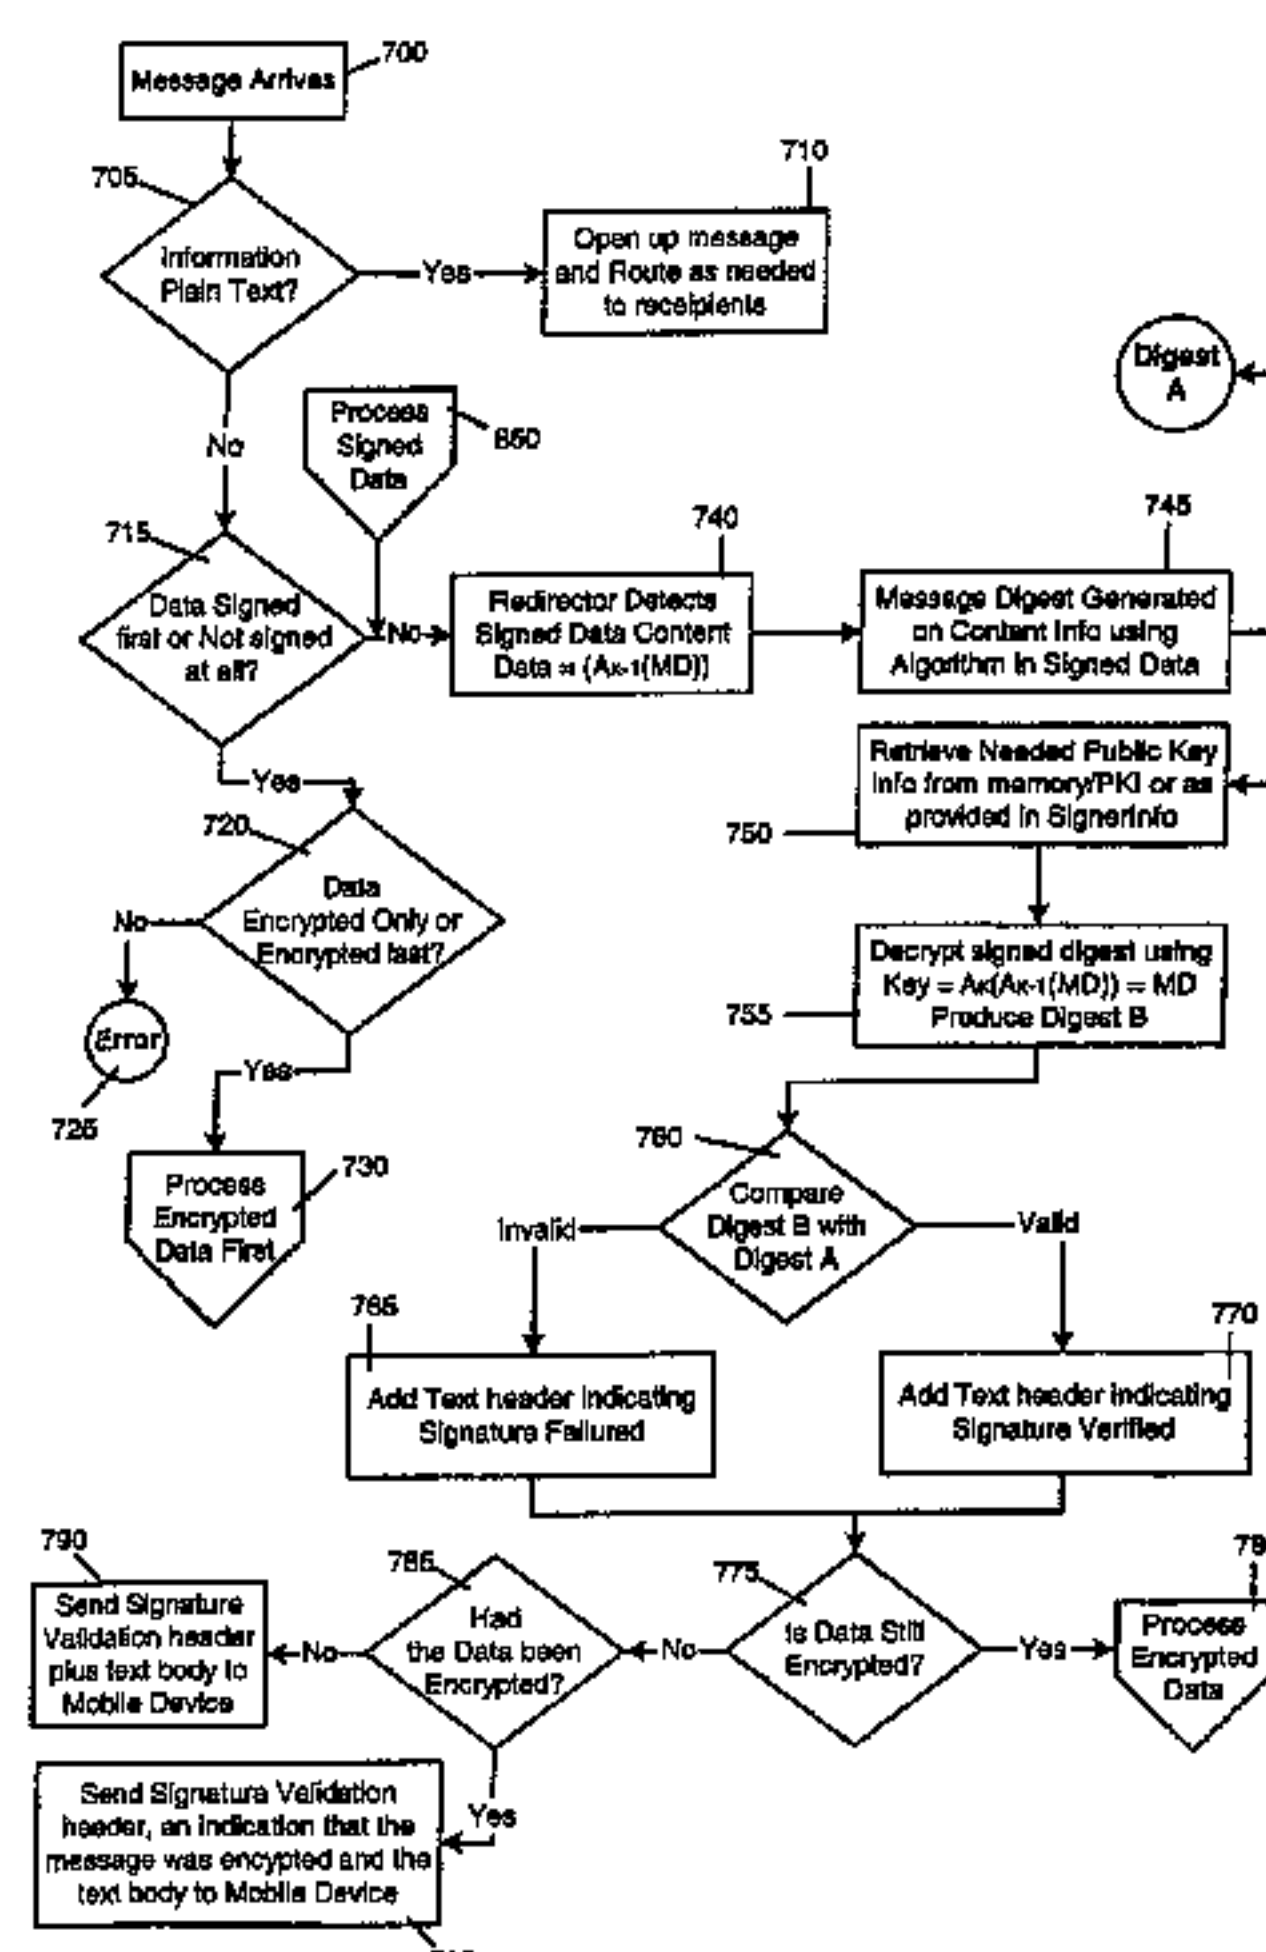 700
Message Arrives
705
Information
Plain Text?
Yes
710
Open up message
and Route as needed
to receipients
No
Process
Signed
Data
850
Digest
A
715
Data Signed
first or Not signed
at all?
No
740
Redirector Detects
Signed Data Content
Data = (AK-1(MD))
745
Message Digest Generated
on Content Info using
Algorithm in Signed Data
Yes
720
Data
Encrypted Only or
Encrypted last?
No
Error
725
Yes
730
Process
Encrypted
Data First
750
Retrieve Needed Public Key
Info from memory/PKI or as
provided in SignerInfo
755
Decrypt signed digest using
Key = AK(AK-1(MD)) = MD
Produce Digest B
760
Compare
Digest B with
Digest A
Invalid
Valid
765
Add Text header Indicating
Signature Failured
770
Add Text header indicating
Signature Verified
775
Is Data Still
Encrypted?
Yes
Process
Encrypted
Data
No
785
Had
the Data been
Encrypted?
No
790
Send Signature
Validation header
plus text body to
Mobile Device
Yes
Send Signature Validation
header, an indication that the
message was encypted and the
text body to Mobile Device